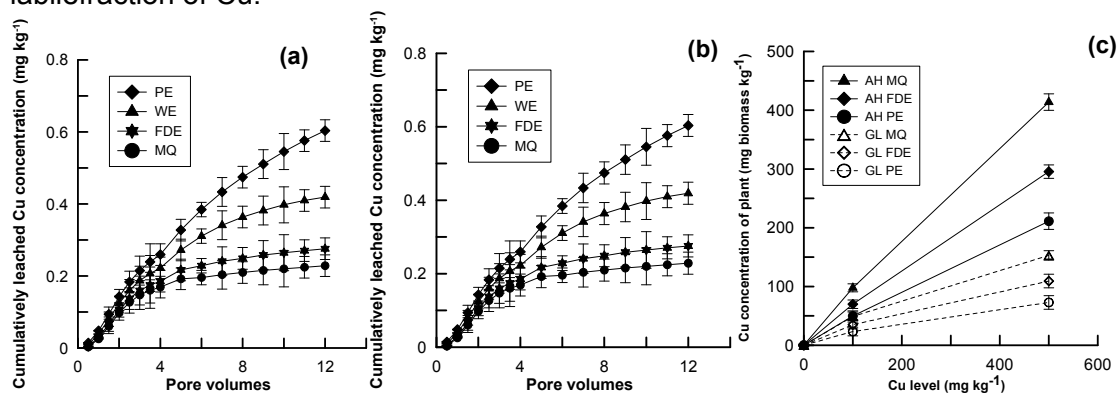 labilefraction of Cu.
(a)
Cumulatively leached Cu concentration (mg kg⁻¹)
0.8
0.6
0.4
0.2
0
PE
WE
FDE
MQ
0 4 8 12
Pore volumes
(b)
Cumulatively leached Cu concentration (mg kg⁻¹)
0.8
0.6
0.4
0.2
0
PE
WE
FDE
MQ
0 4 8 12
Pore volumes
(c)
Cu concentration of plant (mg biomass kg⁻¹)
500
400
300
200
100
0
AH MQ
AH FDE
AH PE
GL MQ
GL FDE
GL PE
0 200 400 600
Cu level (mg kg⁻¹)